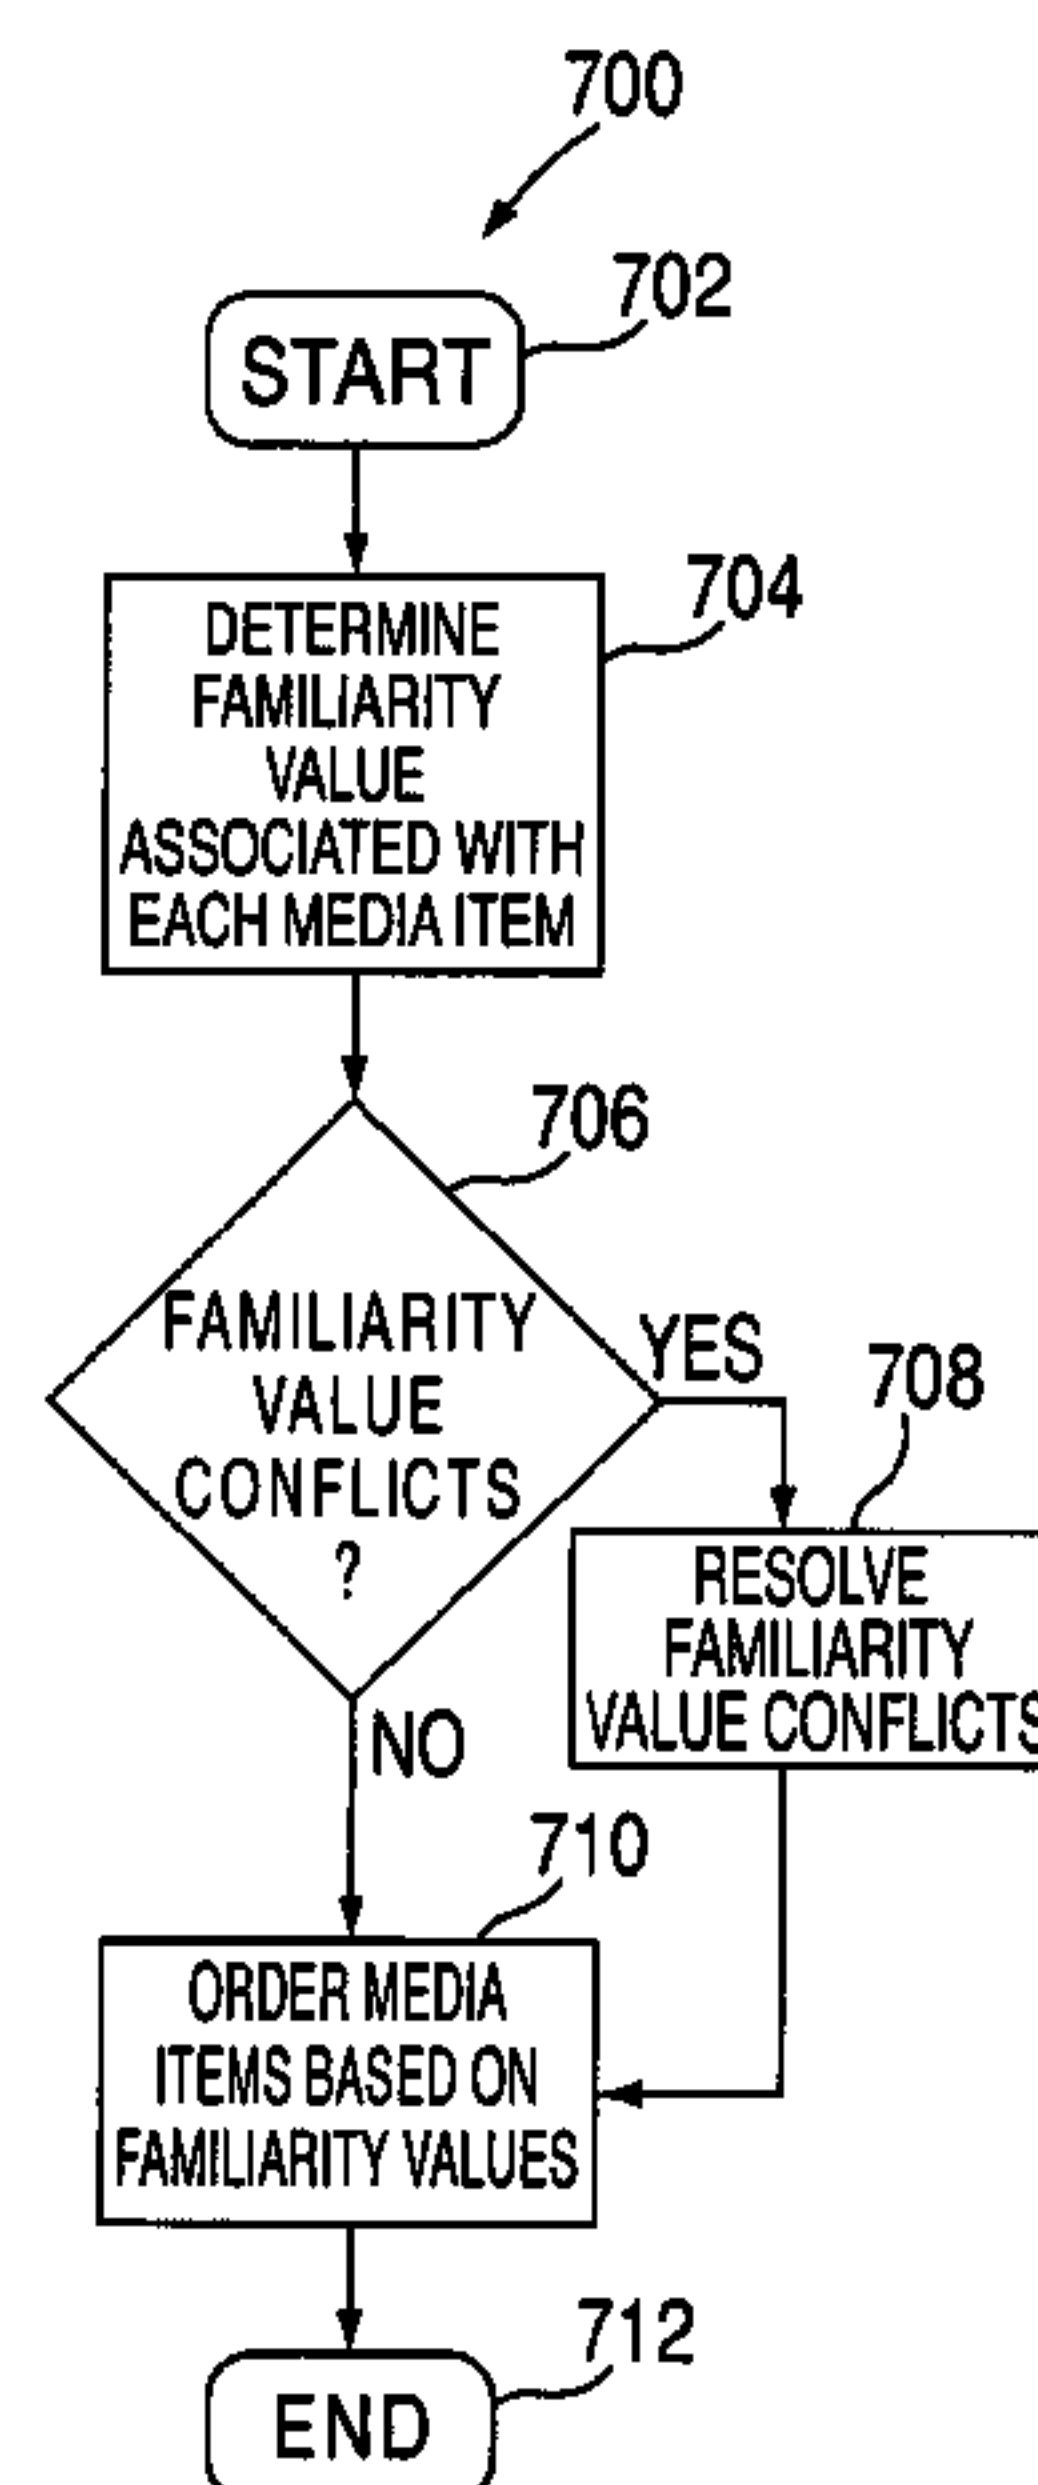 700
702
START
704
DETERMINE
FAMILIARITY
VALUE
ASSOCIATED WITH
EACH MEDIA ITEM
706
FAMILIARITY
VALUE
CONFLICTS
?
YES
708
RESOLVE
FAMILIARITY
VALUE CONFLICTS
NO
710
ORDER MEDIA
ITEMS BASED ON
FAMILIARITY VALUES
712
END